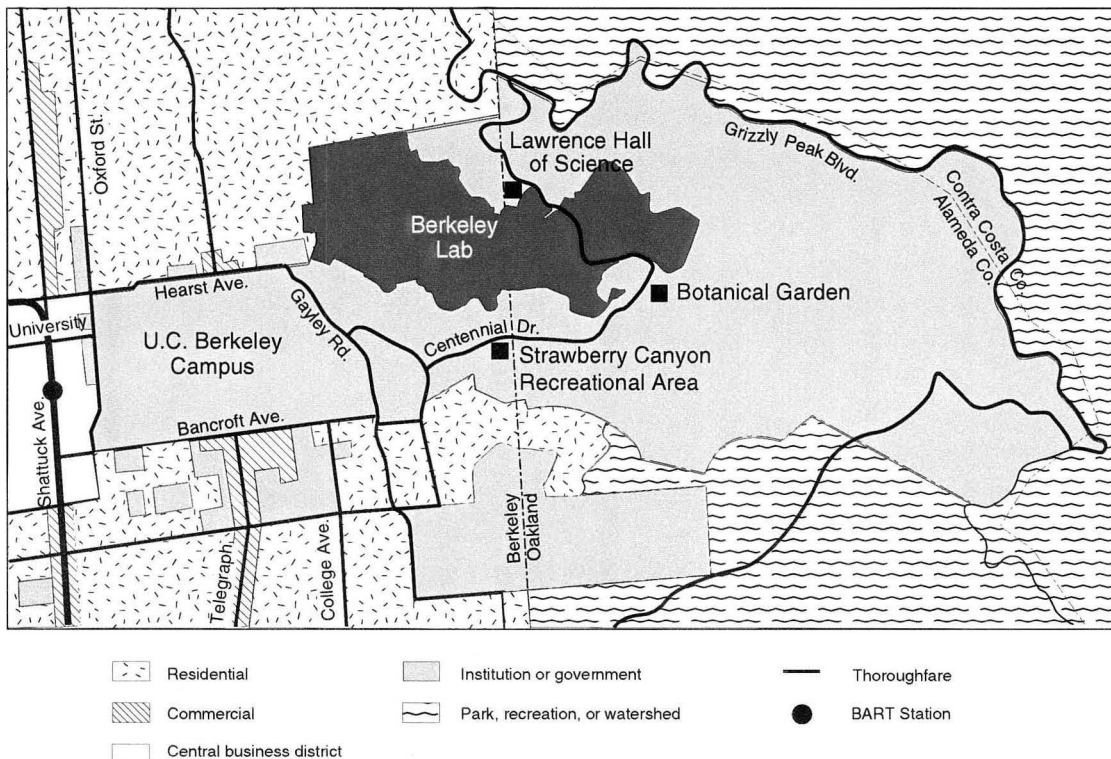 Oxford St.
Lawrence Hall
of Science
Grizzly Peak Blvd.
Contra Costa Co.
Alameda Co.
Berkeley
Lab
Hearst Ave.
Gayley Rd.
Botanical Garden
University
U.C. Berkeley
Campus
Centennial Dr.
Strawberry Canyon
Recreational Area
Bancroft Ave.
Shattuck Ave.
Telegraph
College Ave.
Berkeley
Oakland
Residential
Institution or government
Thoroughfare
Commercial
Park, recreation, or watershed
BART Station
Central business district